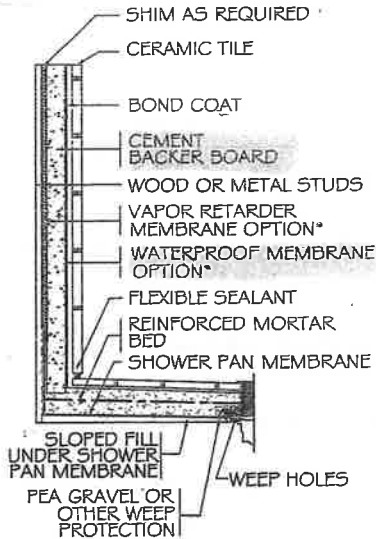 SHIM AS REQUIRED
CERAMIC TILE
BOND COAT
CEMENT
BACKER BOARD
WOOD OR METAL STUDS
VAPOR RETARDER
MEMBRANE OPTION*
WATERPROOF MEMBRANE
OPTION*
FLEXIBLE SEALANT
REINFORCED MORTAR
BED
SHOWER PAN MEMBRANE
SLOPED FILL
UNDER SHOWER
PAN MEMBRANE
WEEP HOLES
PEA GRAVEL OR
OTHER WEEP
PROTECTION